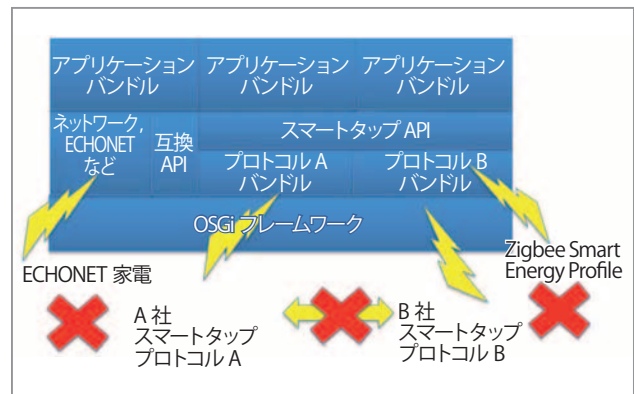 アプリケーション
バンドル
アプリケーション
バンドル
アプリケーション
バンドル
ネットワーク,
ECHONET
など
互換
API
スマートタップ API
プロトコル A
バンドル
プロトコル B
バンドル
OSGi フレームワーク
ECHONET 家電
A 社
スマートタップ
プロトコル A
B 社
スマートタップ
プロトコル B
Zigbee Smart
Energy Profile